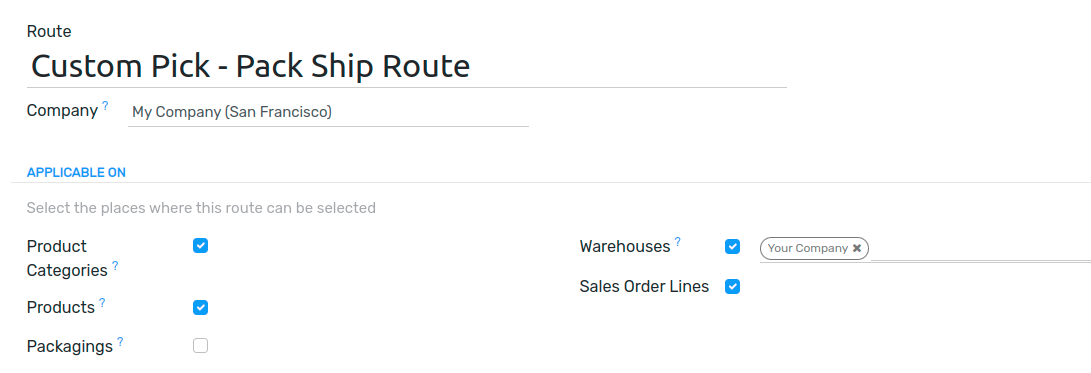 Route
Custom Pick - Pack Ship Route
Company ? My Company (San Francisco)
APPLICABLE ON
Select the places where this route can be selected
Product
Categories ?
Warehouses ? Your Company ×
Sales Order Lines
Products ?
Packagings ?